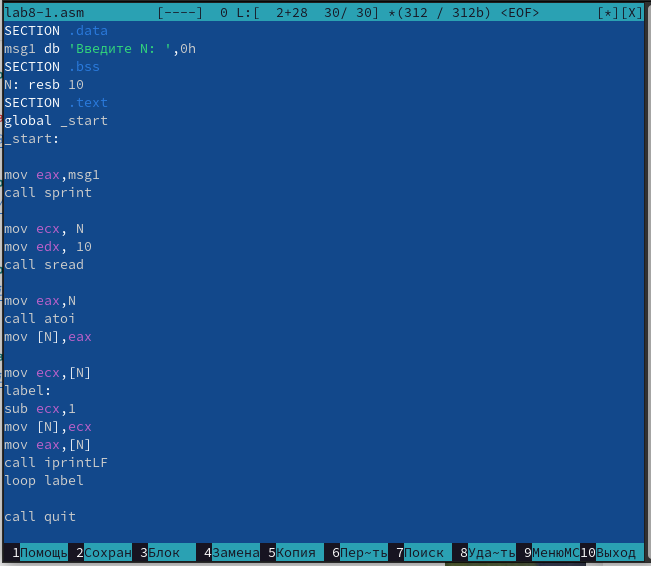 lab8-1.asm [----] 0 L:[ 2+28 30/ 30] *(312 / 312b) <EOF> [*][X]
SECTION .data
msg1 db 'Введите N: ',0h
SECTION .bss
N: resb 10
SECTION .text
global _start
_start:
mov eax,msg1
call sprint
mov ecx, N
mov edx, 10
call sread
mov eax,N
call atoi
mov [N],eax
mov ecx,[N]
label:
sub ecx,1
mov [N],ecx
mov eax,[N]
call iprintLF
loop label
call quit
1Помощь 2Сохран 3Блок 4Замена 5Копия 6Пер~ть 7Поиск 8Уда~ть 9МенюMC 10Выход